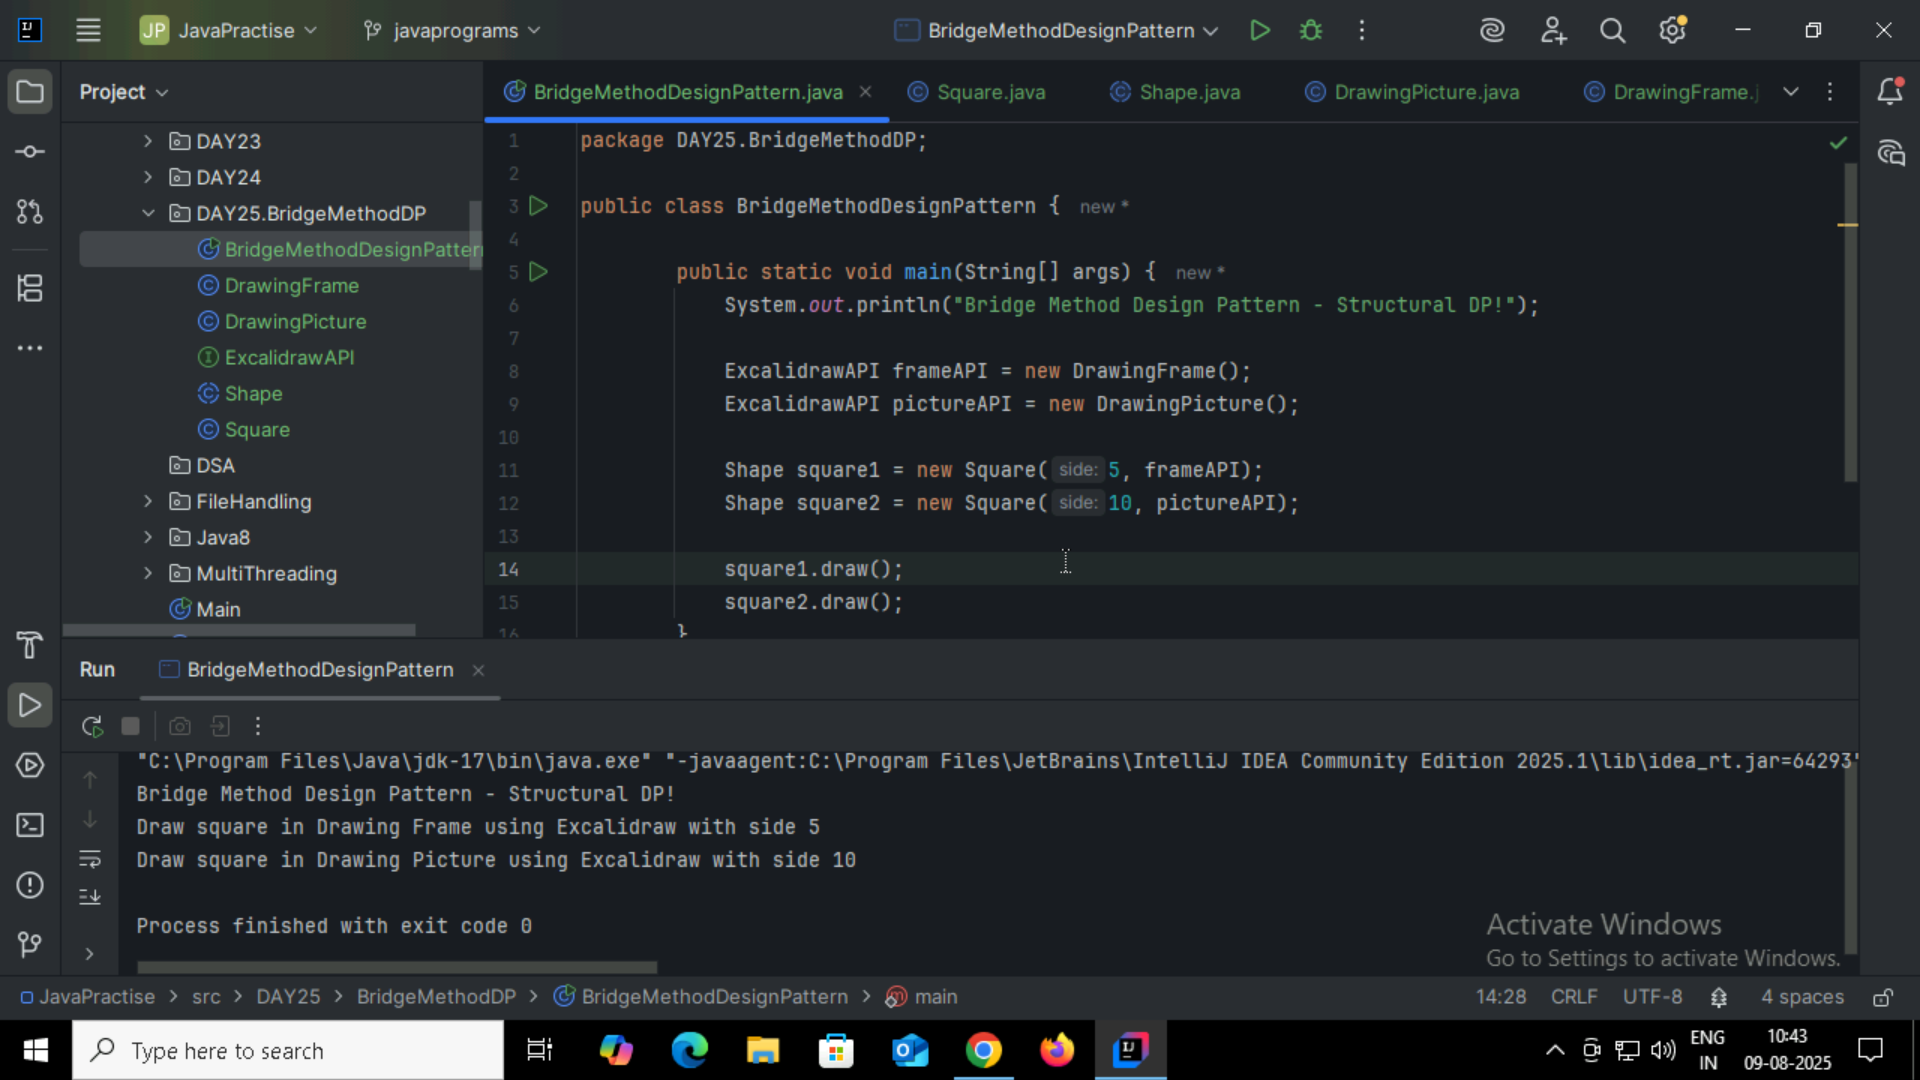 JP JavaPractise
javaprograms
BridgeMethodDesignPattern
Project
DAY23
DAY24
DAY25.BridgeMethodDP
BridgeMethodDesignPatter
DrawingFrame
DrawingPicture
ExcalidrawAPI
Shape
Square
DSA
FileHandling
Java8
MultiThreading
Main
BridgeMethodDesignPattern.java
Square.java
Shape.java
DrawingPicture.java
DrawingFrame.j
1 package DAY25.BridgeMethodDP;
2
3 public class BridgeMethodDesignPattern { new *
4
5 public static void main(String[] args) { new *
6 System.out.println("Bridge Method Design Pattern - Structural DP!");
7
8 ExcalidrawAPI frameAPI = new DrawingFrame();
9 ExcalidrawAPI pictureAPI = new DrawingPicture();
10
11 Shape square1 = new Square( side: 5, frameAPI);
12 Shape square2 = new Square( side: 10, pictureAPI);
13
14 square1.draw();
15 square2.draw();
16 }
Run
BridgeMethodDesignPattern
"C:\Program Files\Java\jdk-17\bin\java.exe" "-javaagent:C:\Program Files\JetBrains\IntelliJ IDEA Community Edition 2025.1\lib\idea_rt.jar=64293"
Bridge Method Design Pattern - Structural DP!
Draw square in Drawing Frame using Excalidraw with side 5
Draw square in Drawing Picture using Excalidraw with side 10
Process finished with exit code 0
Activate Windows
Go to Settings to activate Windows.
JavaPractise > src > DAY25 > BridgeMethodDP > BridgeMethodDesignPattern > main
14:28 CRLF UTF-8 4 spaces
Type here to search
ENG
IN
10:43
09-08-2025